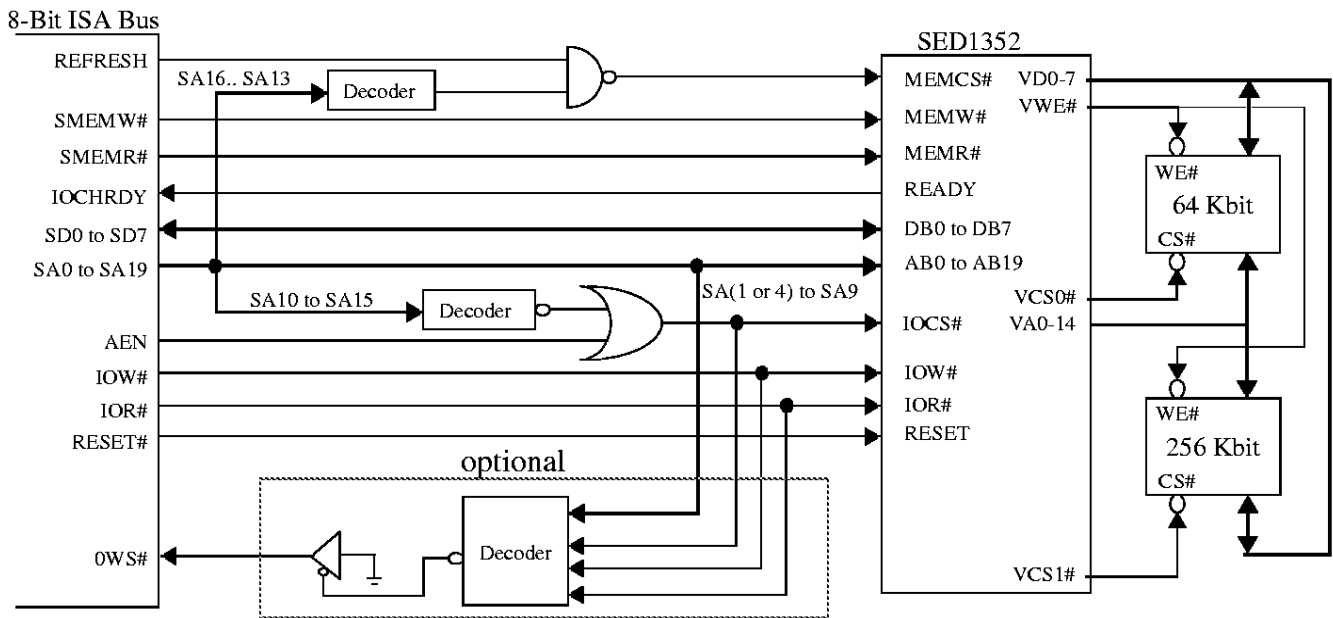 8-Bit ISA Bus
REFRESH
SMEMW#
SMEMR#
IOCHRDY
SD0 to SD7
SA0 to SA19
AEN
IOW#
IOR#
RESET#
0WS#
SA16.. SA13
Decoder
SA10 to SA15
Decoder
SA(1 or 4) to SA9
optional
Decoder
SED1352
MEMCS#
MEMW#
MEMR#
READY
DB0 to DB7
AB0 to AB19
IOCS#
IOW#
IOR#
RESET
VD0-7
VWE#
VCS0#
VA0-14
VCS1#
WE#
64 Kbit
CS#
WE#
256 Kbit
CS#